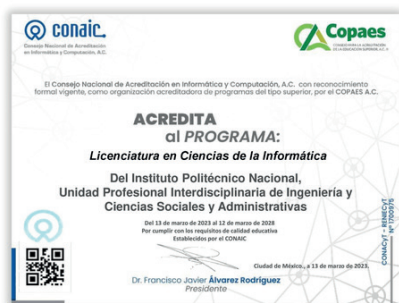 conaic.
Consejo Nacional de Acreditación
en Informática y Computación, A.C.
Copaes
El Consejo Nacional de Acreditación en Informática y Computación, A.C. con reconocimiento
formal vigente, como organización acreditadora de programas del tipo superior, por el COPAES A.C.
ACREDITA
al PROGRAMA:
Licenciatura en Ciencias de la Informática
Del Instituto Politécnico Nacional,
Unidad Profesional Interdisciplinaria de Ingeniería y
Ciencias Sociales y Administrativas
Del 13 de marzo de 2023 al 12 de marzo de 2028
Por cumplir con los requisitos de calidad educativa
Establecidos por el CONAIC
Ciudad de México., a 13 de marzo de 2023.
Dr. Francisco Javier Álvarez Rodríguez
Presidente
CONACyT - RENIECyT
Nº 1700975